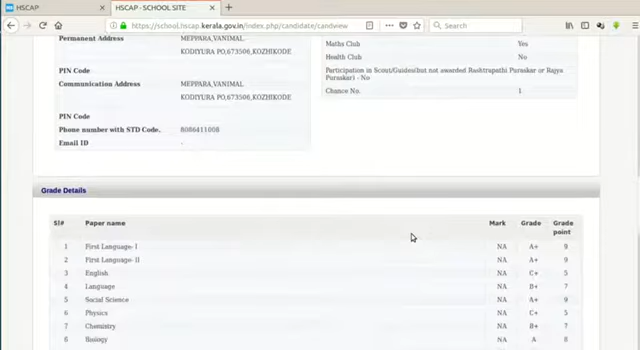 HSCAP
HSCAP - SCHOOL SITE
https://school.hscap.kerala.gov.in/index.php/candidate/candview
Search
Permanent Address MEPPARA,VANIMAL
KODIYURA PO,673506,KOZHIKODE
PIN Code
Communication Address MEPPARA,VANIMAL
KODIYURA PO,673506,KOZHIKODE
PIN Code
Phone number with STD Code. 8086411008
Email ID -
Maths Club Yes
Health Club No
Participation in Scout/Guides(but not awarded Rashtrapathi Puraskar or Rajya
Puraskar) - No
Chance No. 1
Grade Details
Sl# Paper name Mark Grade Grade point
1 First Language- I NA A+ 9
2 First Language- II NA A+ 9
3 English NA C+ 5
4 Language NA B+ 7
5 Social Science NA A+ 9
6 Physics NA C+ 5
7 Chemistry NA B+ 7
8 Biology NA A 8